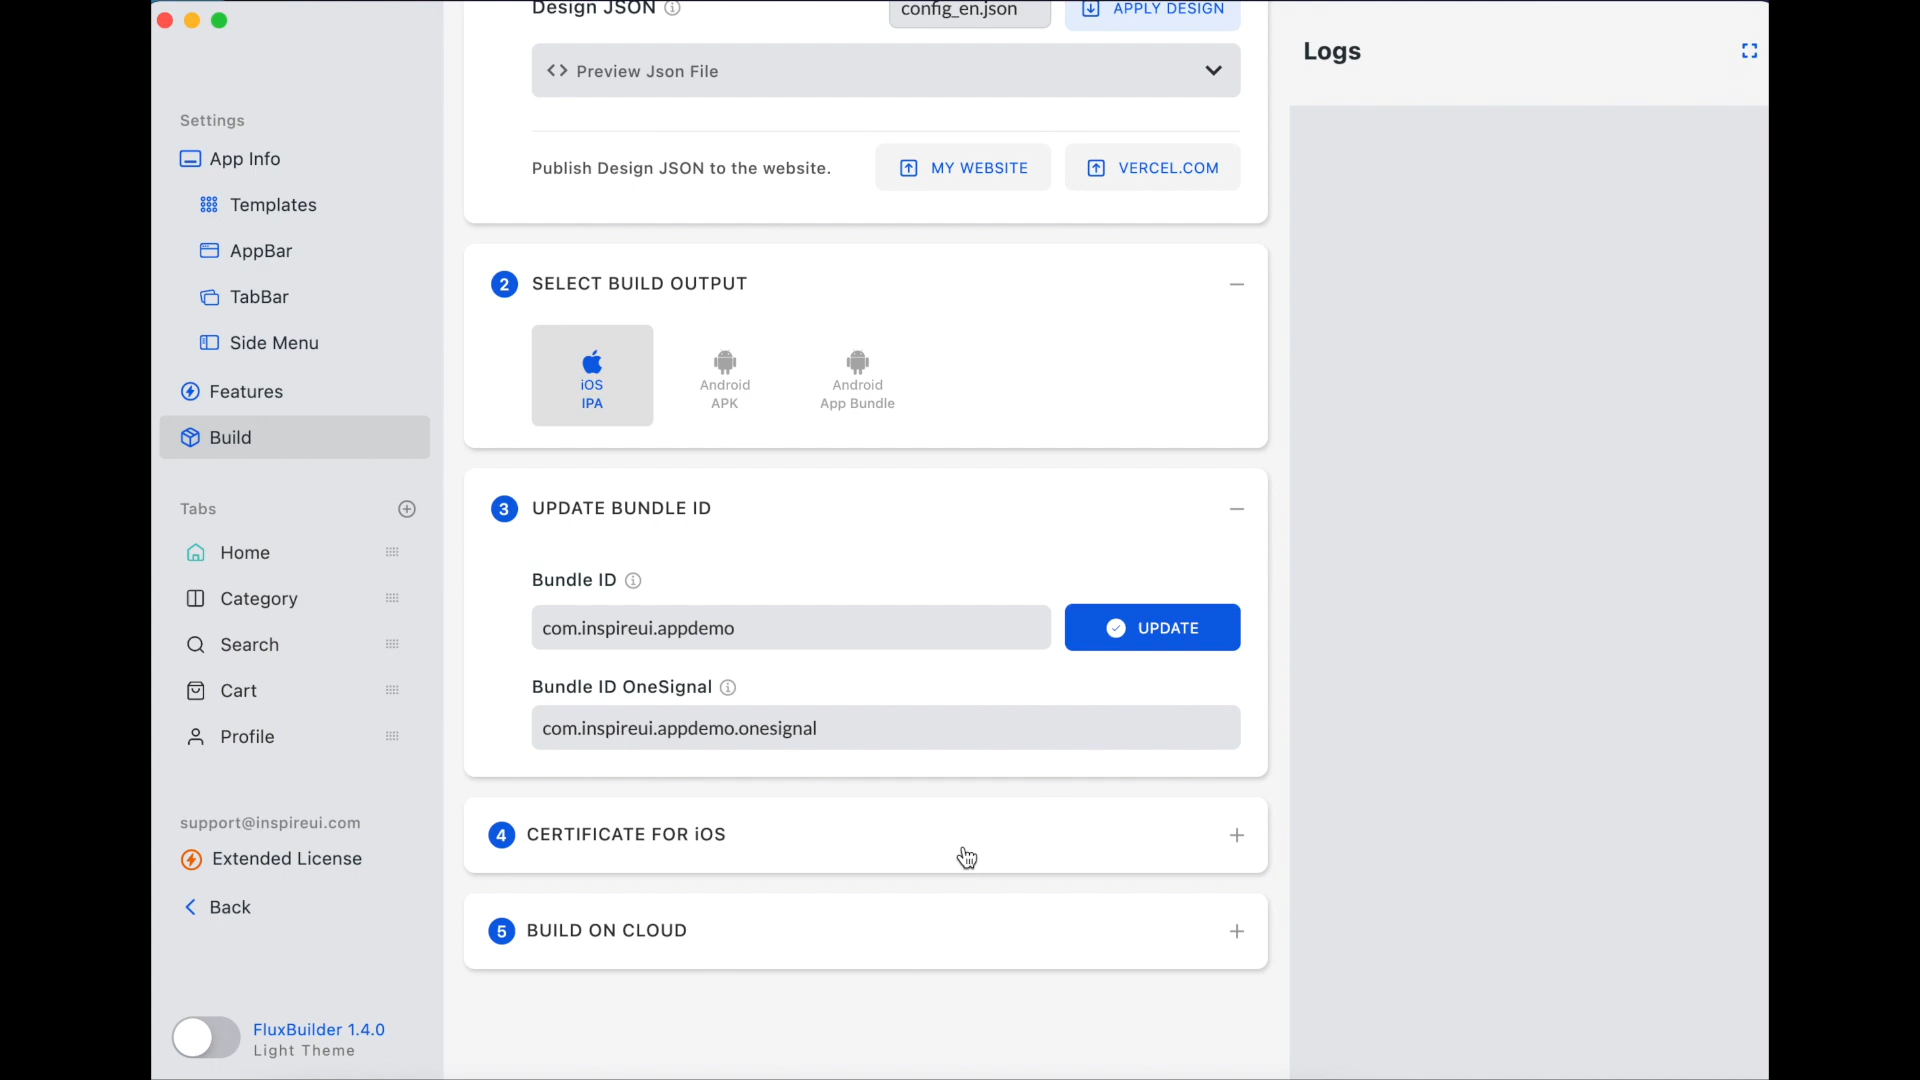 Settings
App Info
Templates
AppBar
TabBar
Side Menu
Features
Build
Tabs
Home
Category
Search
Cart
Profile
support@inspireui.com
Extended License
Back
FluxBuilder 1.4.0
Light Theme
Design JSON
config_en.json
APPLY DESIGN
<> Preview Json File
Publish Design JSON to the website.
MY WEBSITE
VERCEL.COM
2 SELECT BUILD OUTPUT
iOS
IPA
Android
APK
Android
App Bundle
3 UPDATE BUNDLE ID
Bundle ID
com.inspireui.appdemo
UPDATE
Bundle ID OneSignal
com.inspireui.appdemo.onesignal
4 CERTIFICATE FOR iOS
5 BUILD ON CLOUD
Logs